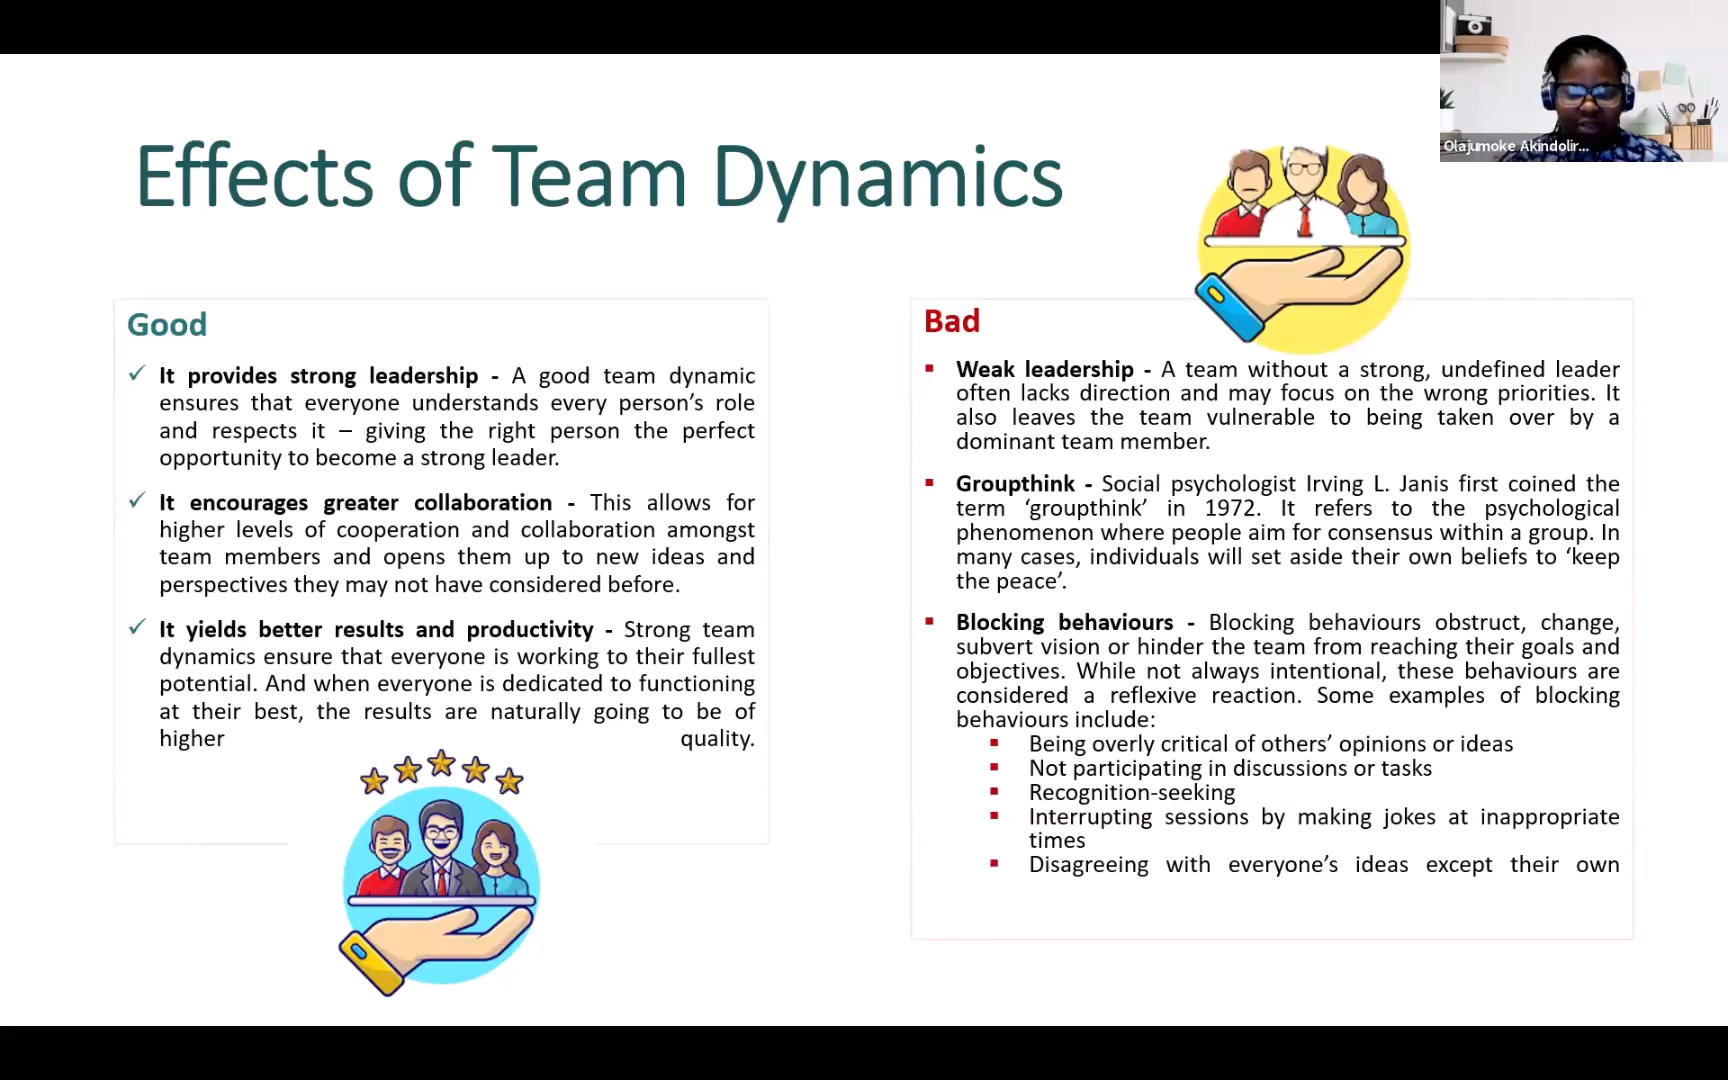 Olajumoke Akindolir...
Effects of Team Dynamics
Good
It provides strong leadership - A good team dynamic
ensures that everyone understands every person’s role
and respects it – giving the right person the perfect
opportunity to become a strong leader.
It encourages greater collaboration - This allows for
higher levels of cooperation and collaboration amongst
team members and opens them up to new ideas and
perspectives they may not have considered before.
It yields better results and productivity - Strong team
dynamics ensure that everyone is working to their fullest
potential. And when everyone is dedicated to functioning
at their best, the results are naturally going to be of
higher quality.
Bad
Weak leadership - A team without a strong, undefined leader
often lacks direction and may focus on the wrong priorities. It
also leaves the team vulnerable to being taken over by a
dominant team member.
Groupthink - Social psychologist Irving L. Janis first coined the
term ‘groupthink’ in 1972. It refers to the psychological
phenomenon where people aim for consensus within a group. In
many cases, individuals will set aside their own beliefs to ‘keep
the peace’.
Blocking behaviours - Blocking behaviours obstruct, change,
subvert vision or hinder the team from reaching their goals and
objectives. While not always intentional, these behaviours are
considered a reflexive reaction. Some examples of blocking
behaviours include:
Being overly critical of others’ opinions or ideas
Not participating in discussions or tasks
Recognition-seeking
Interrupting sessions by making jokes at inappropriate
times
Disagreeing with everyone’s ideas except their own